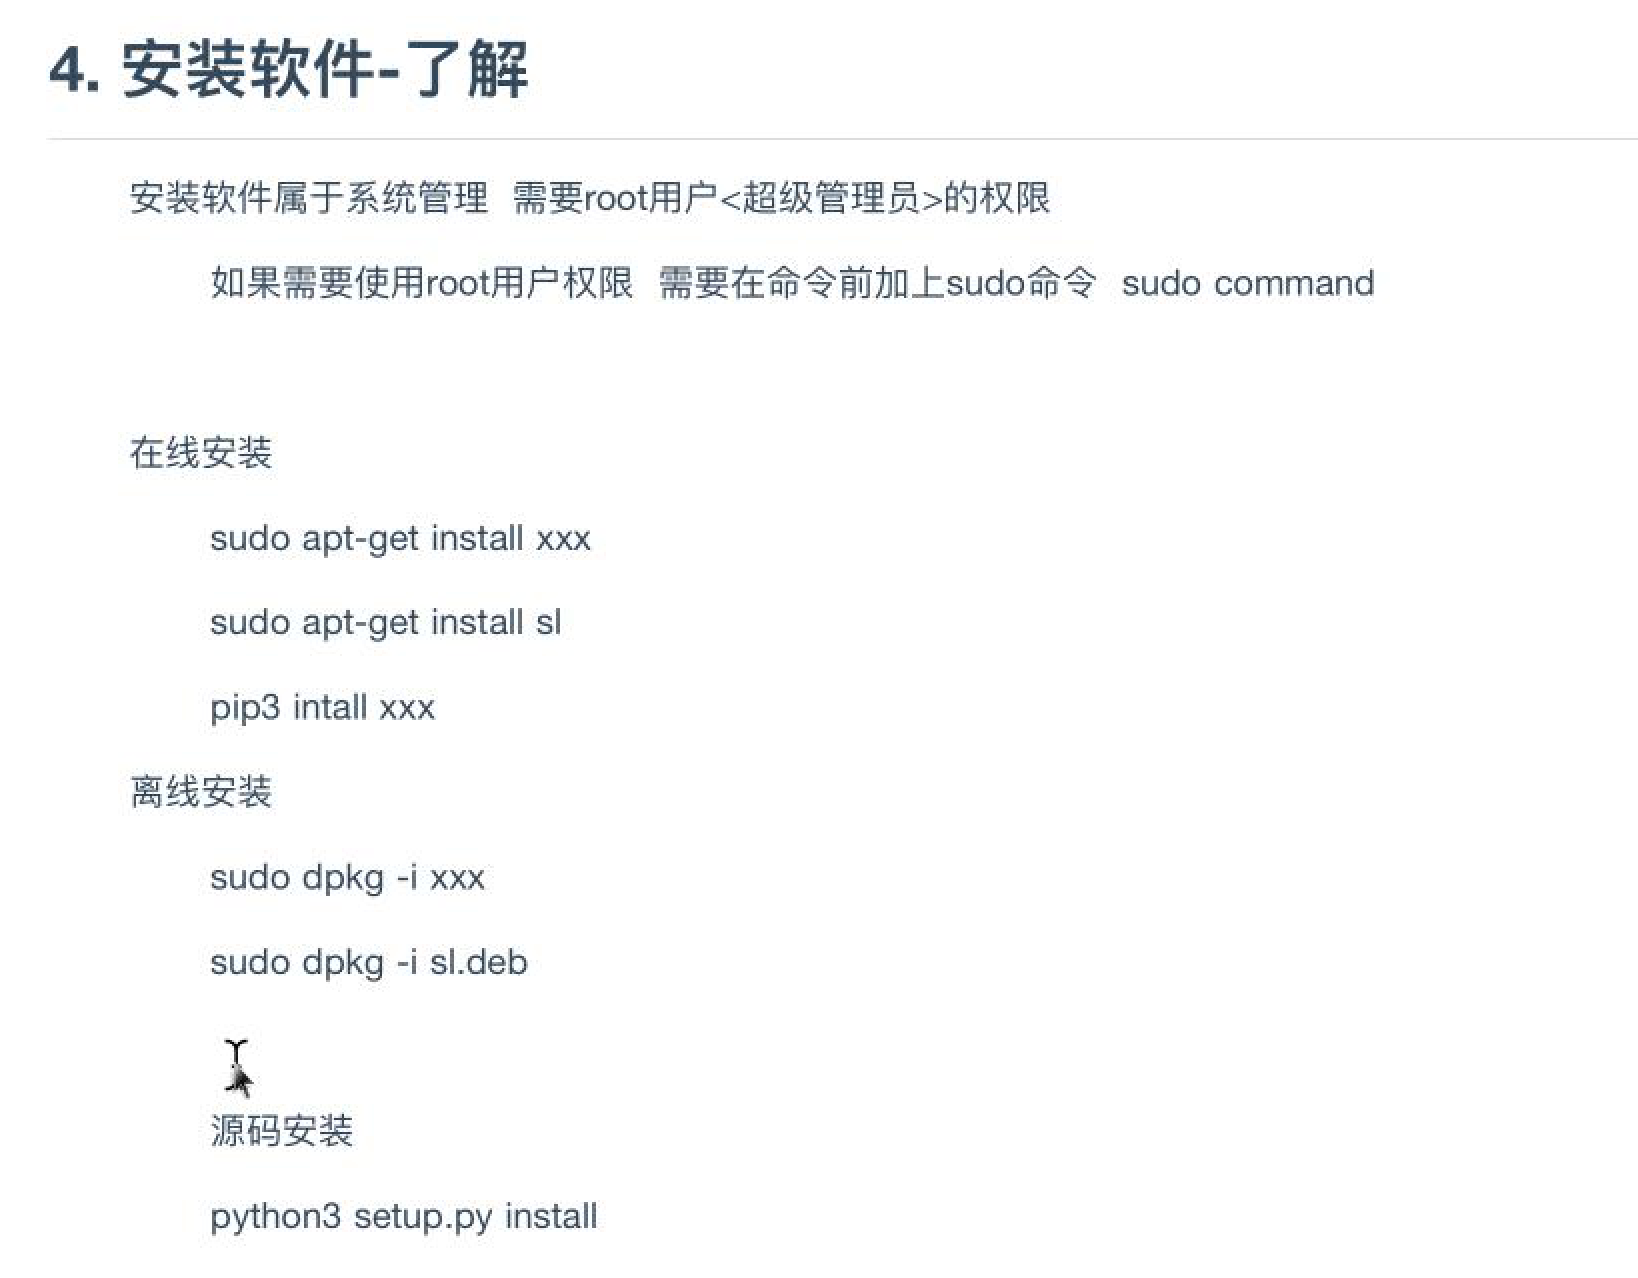 4. 安装软件-了解
安装软件属于系统管理  需要root用户<超级管理员>的权限
如果需要使用root用户权限  需要在命令前加上sudo命令  sudo command
在线安装
sudo apt-get install xxx
sudo apt-get install sl
pip3 intall xxx
离线安装
sudo dpkg -i xxx
sudo dpkg -i sl.deb
源码安装
python3 setup.py install